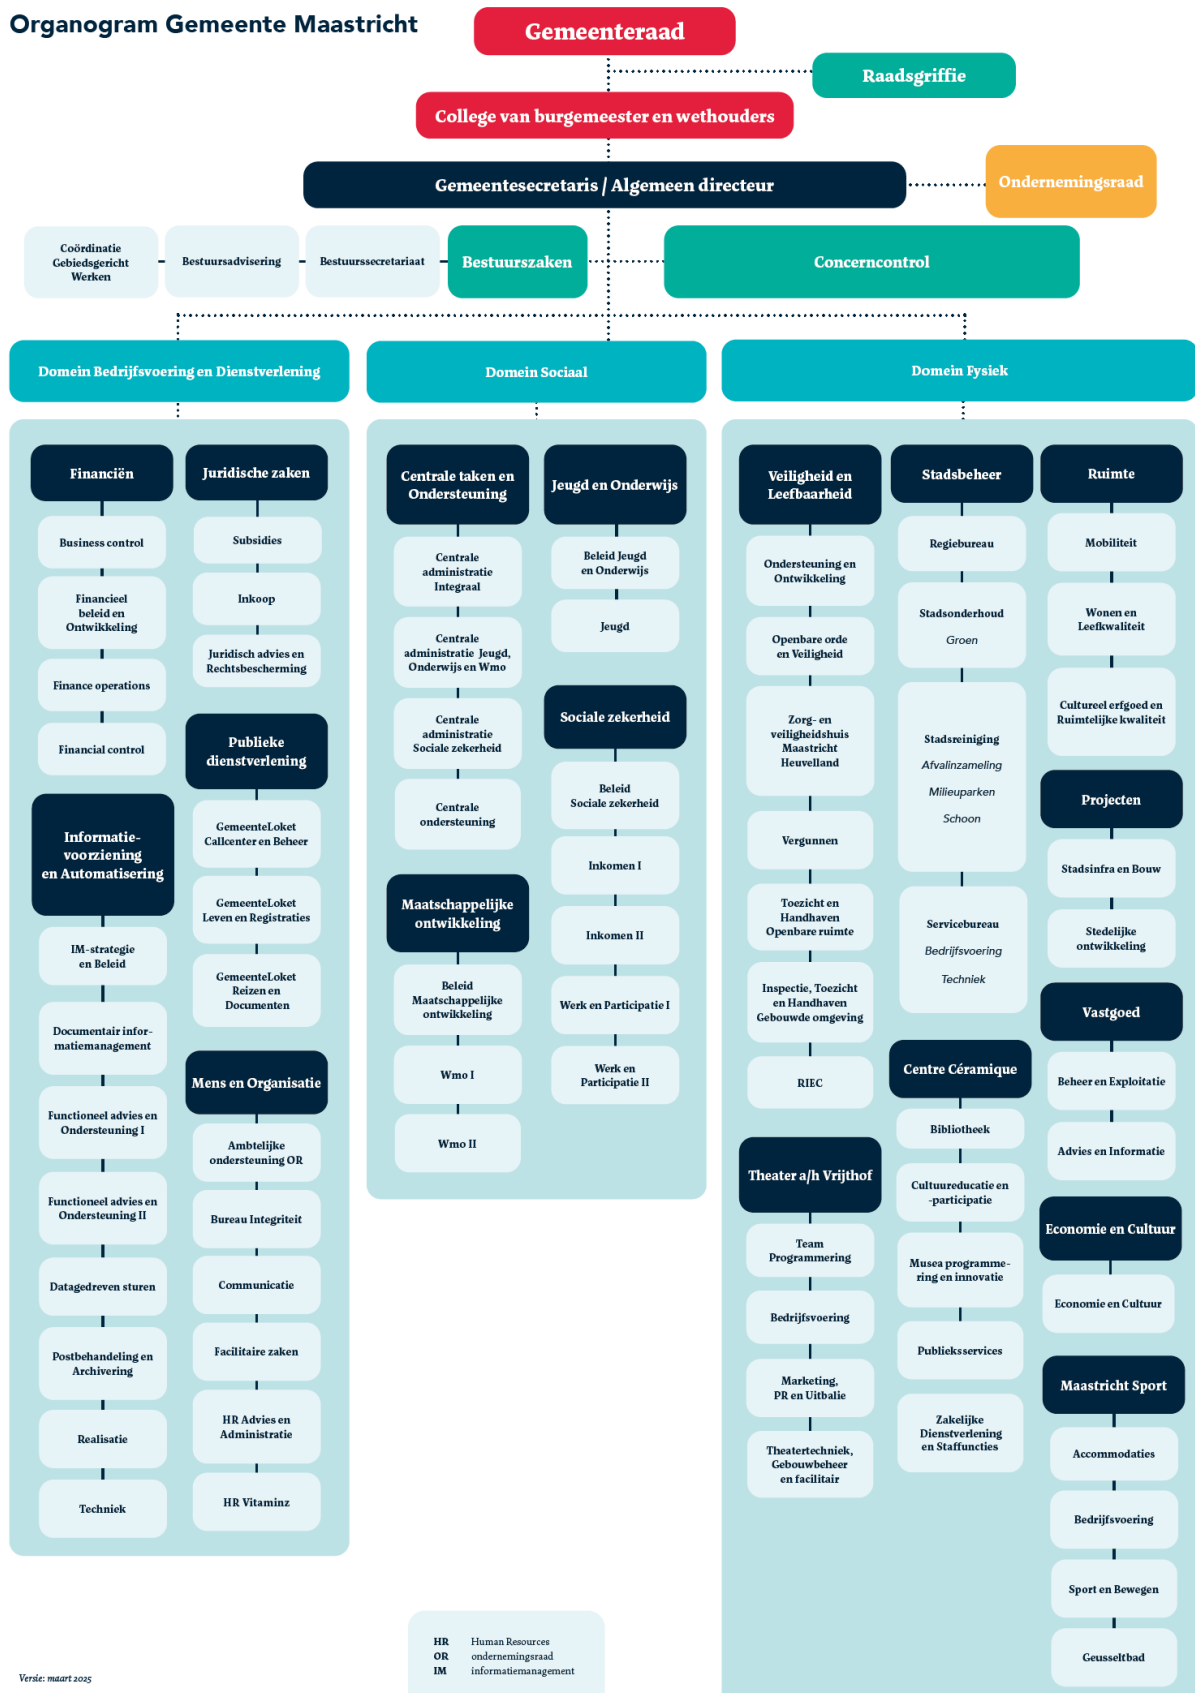 Organogram Gemeente Maastricht
Gemeenteraad
Raadsgriffie
College van burgemeester en wethouders
Gemeentesecretaris / Algemeen directeur
Ondernemingsraad
Coördinatie
Gebiedsgericht
Werken
Bestuursadvisering
Bestuurssecretariaat
Bestuurszaken
Concerncontrol
Domein Bedrijfsvoering en Dienstverlening
Financiën
Business control
Financieel
beleid en
Ontwikkeling
Finance operations
Financial control
Informatie-
voorziening
en Automatisering
IM-strategie
en Beleid
Documentair infor-
matiemanagement
Functioneel advies en
Ondersteuning I
Functioneel advies en
Ondersteuning II
Datagedreven sturen
Postbehandeling en
Archivering
Realisatie
Techniek
Juridische zaken
Subsidies
Inkoop
Juridisch advies en
Rechtsbescherming
Publieke
dienstverlening
GemeenteLoket
Callcenter en Beheer
GemeenteLoket
Leven en Registraties
GemeenteLoket
Reizen en
Documenten
Mens en Organisatie
Ambtelijke
ondersteuning OR
Bureau Integriteit
Communicatie
Facilitaire zaken
HR Advies en
Administratie
HR Vitaminz
Domein Sociaal
Centrale taken en
Ondersteuning
Centrale
administratie
Integraal
Centrale
administratie Jeugd,
Onderwijs en Wmo
Centrale
administratie
Sociale zekerheid
Centrale
ondersteuning
Maatschappelijke
ontwikkeling
Beleid
Maatschappelijke
ontwikkeling
Wmo I
Wmo II
Jeugd en Onderwijs
Beleid Jeugd
en Onderwijs
Jeugd
Sociale zekerheid
Beleid
Sociale zekerheid
Inkomen I
Inkomen II
Werk en Participatie I
Werk en
Participatie II
Domein Fysiek
Veiligheid en
Leefbaarheid
Ondersteuning en
Ontwikkeling
Openbare orde
en Veiligheid
Zorg- en
veiligheidshuis
Maastricht
Heuvelland
Vergunnen
Toezicht en
Handhaven
Openbare ruimte
Inspectie, Toezicht
en Handhaven
Gebouwde omgeving
RIEC
Theater a/h Vrijthof
Team
Programmering
Bedrijfsvoering
Marketing,
PR en Uitbalie
Theatertechniek,
Gebouwbeheer
en facilitair
Stadsbeheer
Regiebureau
Stadsonderhoud
Groen
Stadsreiniging
Afvalinzameling
Milieuparken
Schoon
Servicebureau
Bedrijfsvoering
Techniek
Centre Céramique
Bibliotheek
Cultuureducatie en
-participatie
Musea programme-
ring en innovatie
Publieksservices
Zakelijke
Dienstverlening
en Staffuncties
Ruimte
Mobiliteit
Wonen en
Leefkwaliteit
Cultureel erfgoed en
Ruimtelijke kwaliteit
Projecten
Stadsinfra en Bouw
Stedelijke
ontwikkeling
Vastgoed
Beheer en Exploitatie
Advies en Informatie
Economie en Cultuur
Economie en Cultuur
Maastricht Sport
Accommodaties
Bedrijfsvoering
Sport en Bewegen
Geusseltbad
HR Human Resources
OR ondernemingsraad
IM informatiemanagement
Versie: maart 2025